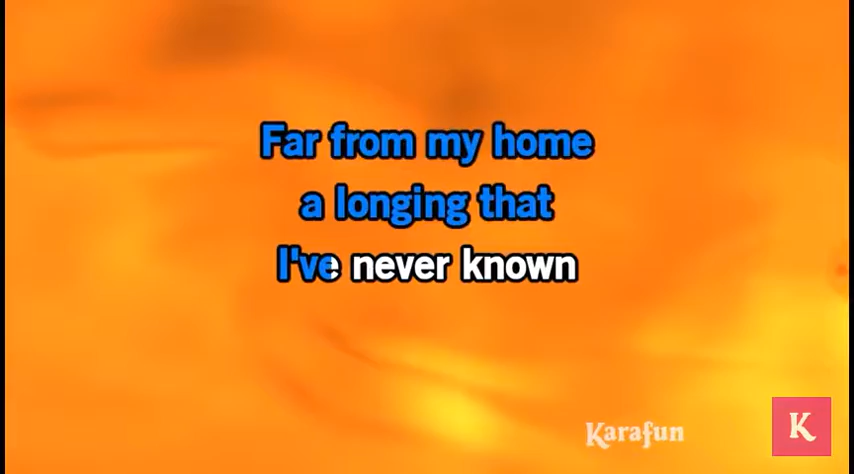 Far from my home
a longing that
I've never known
Karafun
K